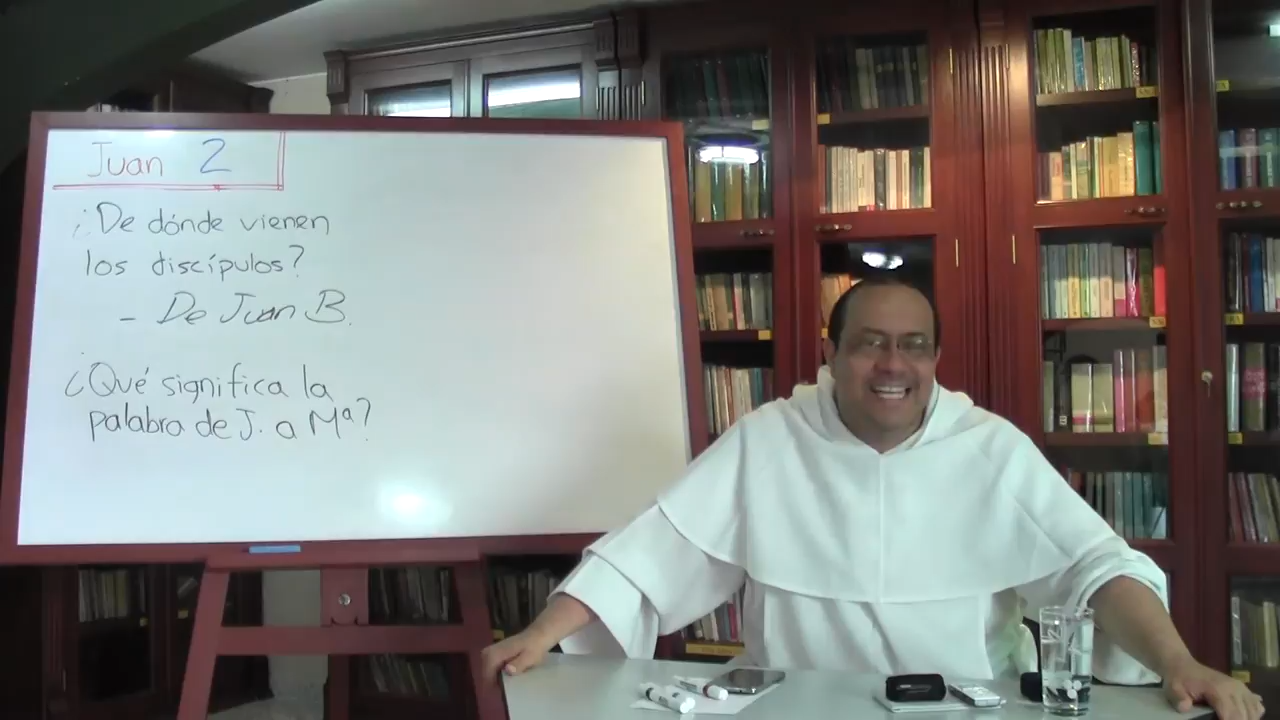 Juan 2
¿De dónde vienen
los discípulos?
- De Juan B.
¿Qué significa la
palabra de J. a Mª?